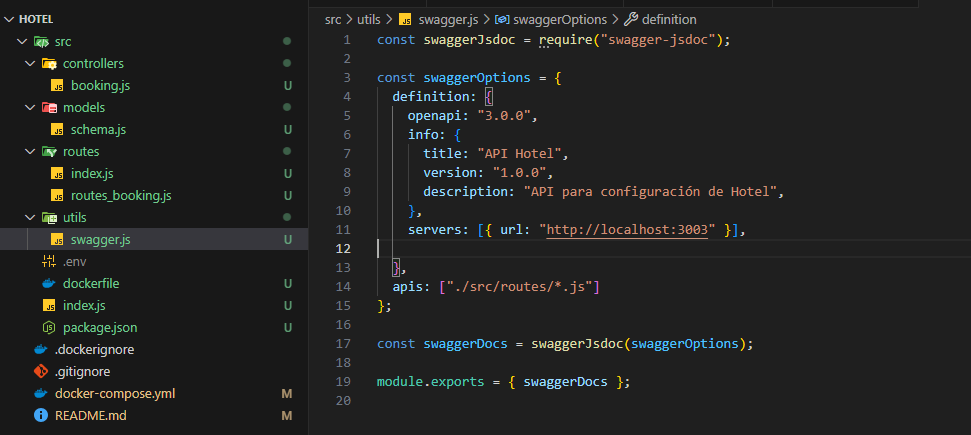 HOTEL
src
controllers
booking.js U
models
schema.js U
routes
index.js U
routes_booking.js U
utils
swagger.js U
.env
dockerfile U
index.js U
package.json U
.dockerignore
.gitignore
docker-compose.yml M
README.md M
src > utils > JS swagger.js > swaggerOptions > definition
1 const swaggerJsdoc = require("swagger-jsdoc");
2
3 const swaggerOptions = {
4 definition: {
5 openapi: "3.0.0",
6 info: {
7 title: "API Hotel",
8 version: "1.0.0",
9 description: "API para configuración de Hotel",
10 },
11 servers: [{ url: "http://localhost:3003" }],
12
13 },
14 apis: ["./src/routes/*.js"]
15 };
16
17 const swaggerDocs = swaggerJsdoc(swaggerOptions);
18
19 module.exports = { swaggerDocs };
20